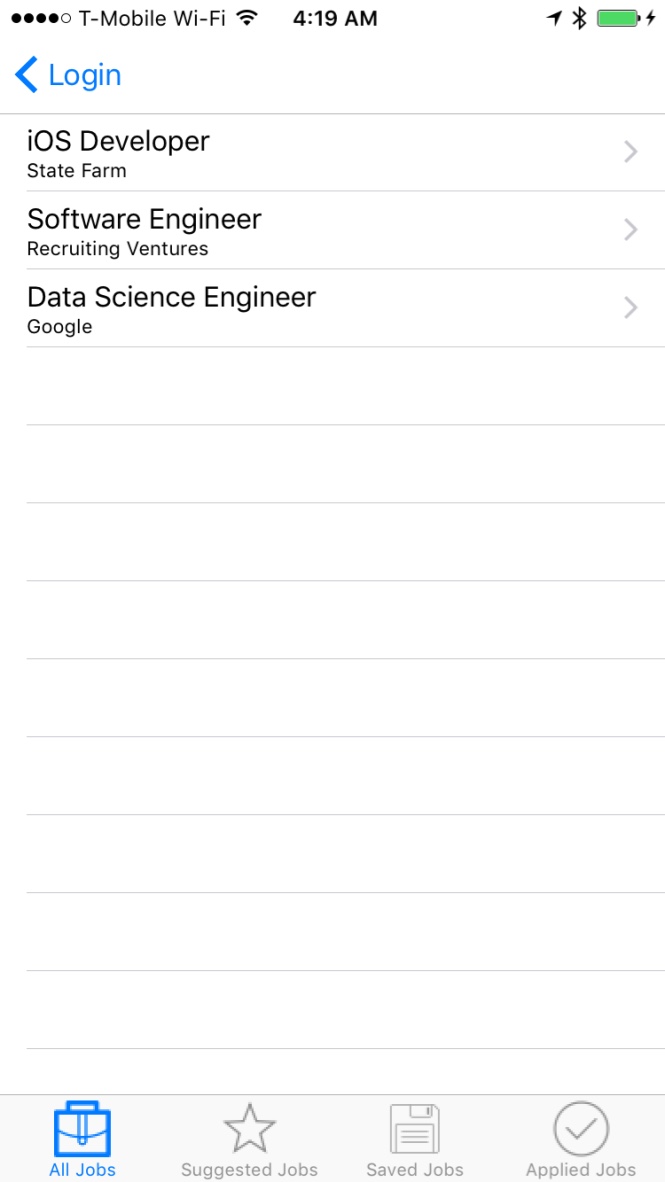 T-Mobile Wi-Fi 4:19 AM
Login
iOS Developer
State Farm
Software Engineer
Recruiting Ventures
Data Science Engineer
Google
All Jobs Suggested Jobs Saved Jobs Applied Jobs